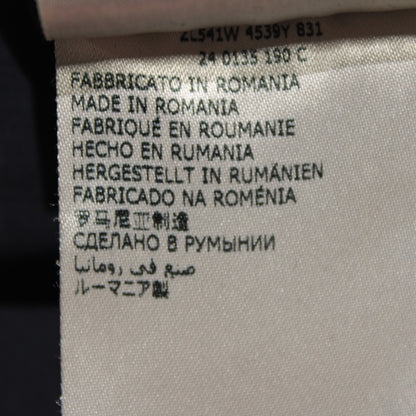 ZL541W 4539Y 831
24 0135 190 C
FABBRICATO IN ROMANIA
MADE IN ROMANIA
FABRIQUÉ EN ROUMANIE
HECHO EN RUMANIA
HERGESTELLT IN RUMÄNIEN
FABRICADO NA ROMÉNIA
罗马尼亚制造
СДЕЛАНО В РУМЫНИИ
صنع في رومانيا
ルーマニア製